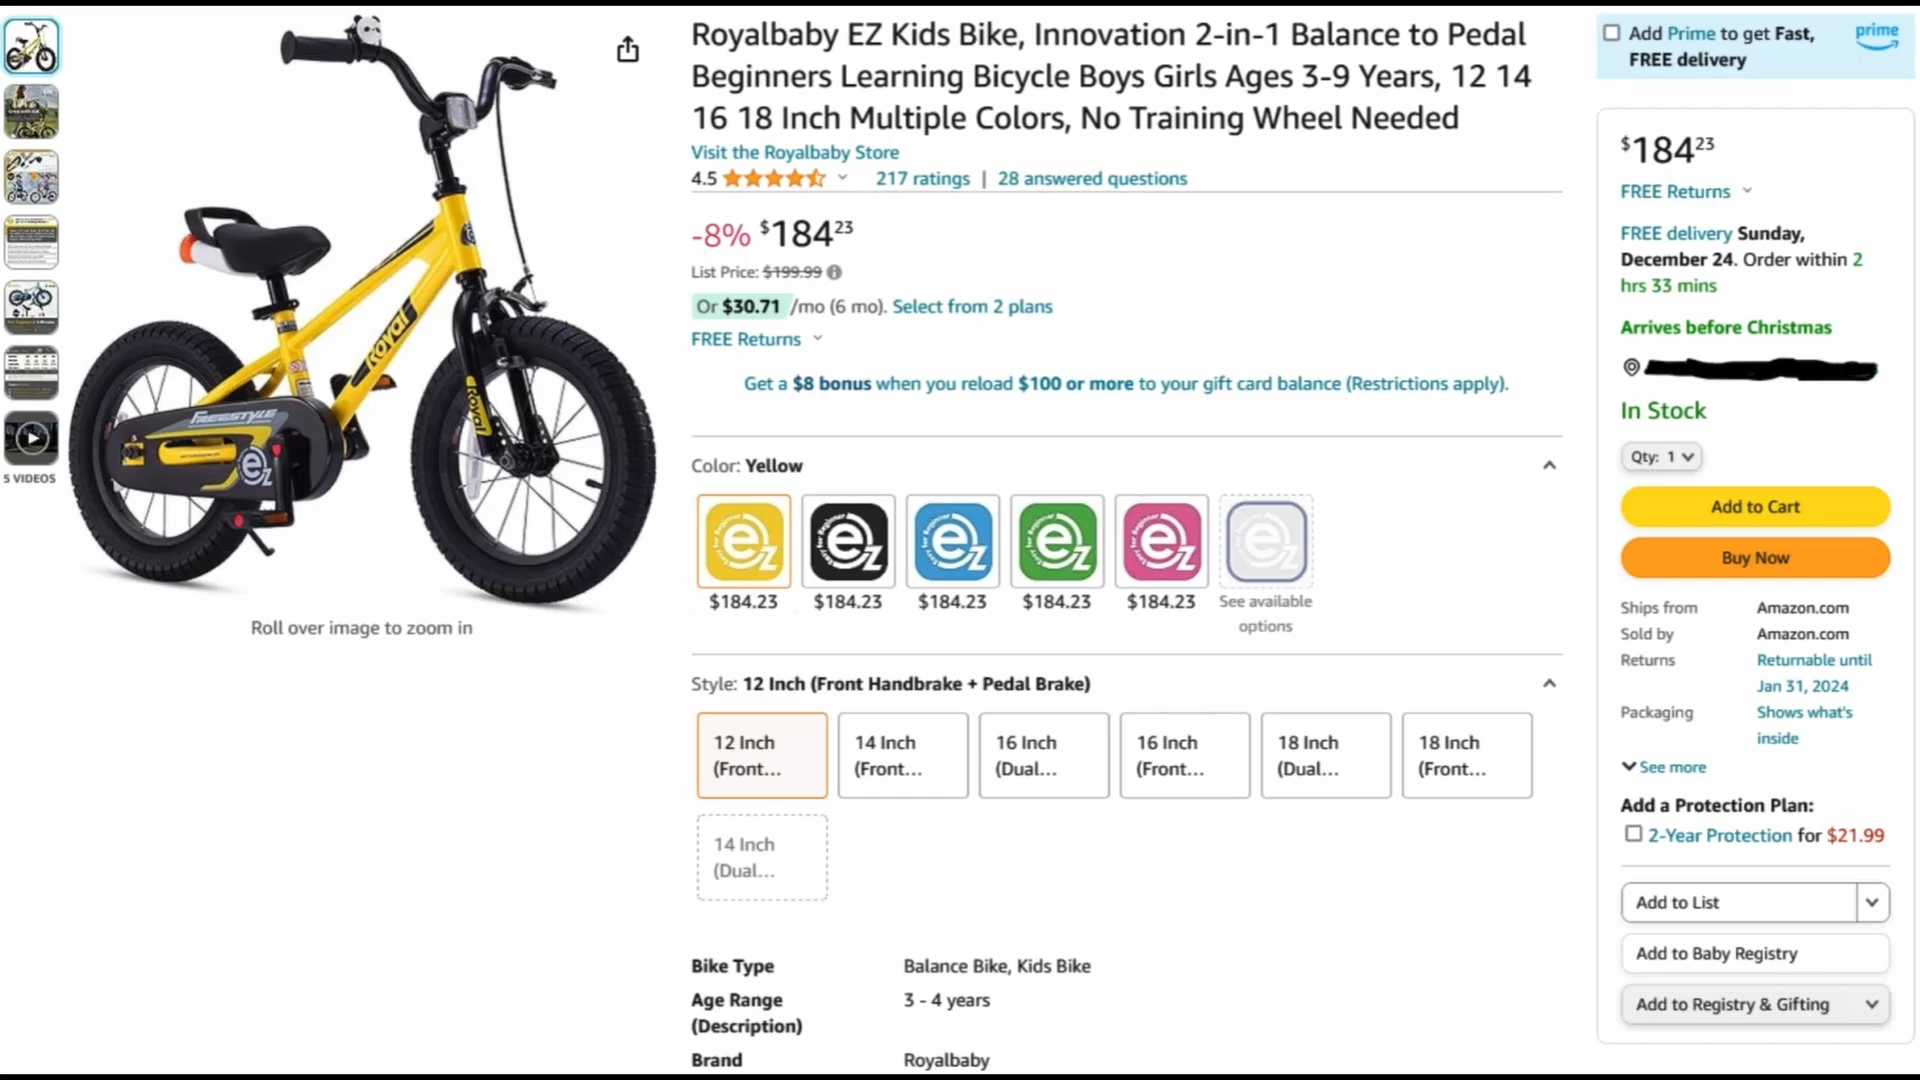 Royalbaby EZ Kids Bike, Innovation 2-in-1 Balance to Pedal
Beginners Learning Bicycle Boys Girls Ages 3-9 Years, 12 14
16 18 Inch Multiple Colors, No Training Wheel Needed
Visit the Royalbaby Store
4.5
217 ratings | 28 answered questions
-8% $184 23
List Price: $199.99
Or $30.71 /mo (6 mo). Select from 2 plans
FREE Returns
Get a $8 bonus when you reload $100 or more to your gift card balance (Restrictions apply).
Color: Yellow
ez ez ez ez ez ez
$184.23 $184.23 $184.23 $184.23 $184.23 See available
options
Style: 12 Inch (Front Handbrake + Pedal Brake)
12 Inch 14 Inch 16 Inch 16 Inch 18 Inch 18 Inch
(Front... (Front... (Dual... (Front... (Dual... (Front...
14 Inch
(Dual...
Bike Type Balance Bike, Kids Bike
Age Range 3 - 4 years
(Description)
Brand Royalbaby
5 VIDEOS
Royal
Royal
FREESTYLE
ez
Roll over image to zoom in
Add Prime to get Fast, prime
FREE delivery
$184 23
FREE Returns
FREE delivery Sunday,
December 24. Order within 2
hrs 33 mins
Arrives before Christmas
In Stock
Qty: 1
Add to Cart
Buy Now
Ships from Amazon.com
Sold by Amazon.com
Returns Returnable until
Jan 31, 2024
Packaging Shows what's
inside
See more
Add a Protection Plan:
2-Year Protection for $21.99
Add to List
Add to Baby Registry
Add to Registry & Gifting